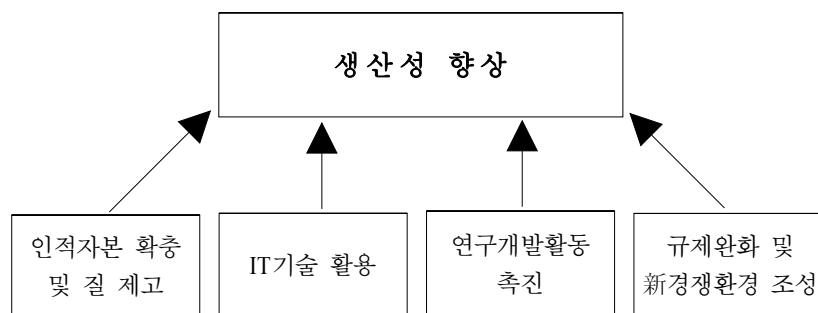 생산성 향상
인적자본 확충
및 질 제고
IT기술 활용
연구개발활동
촉진
규제완화 및
新경쟁환경 조성